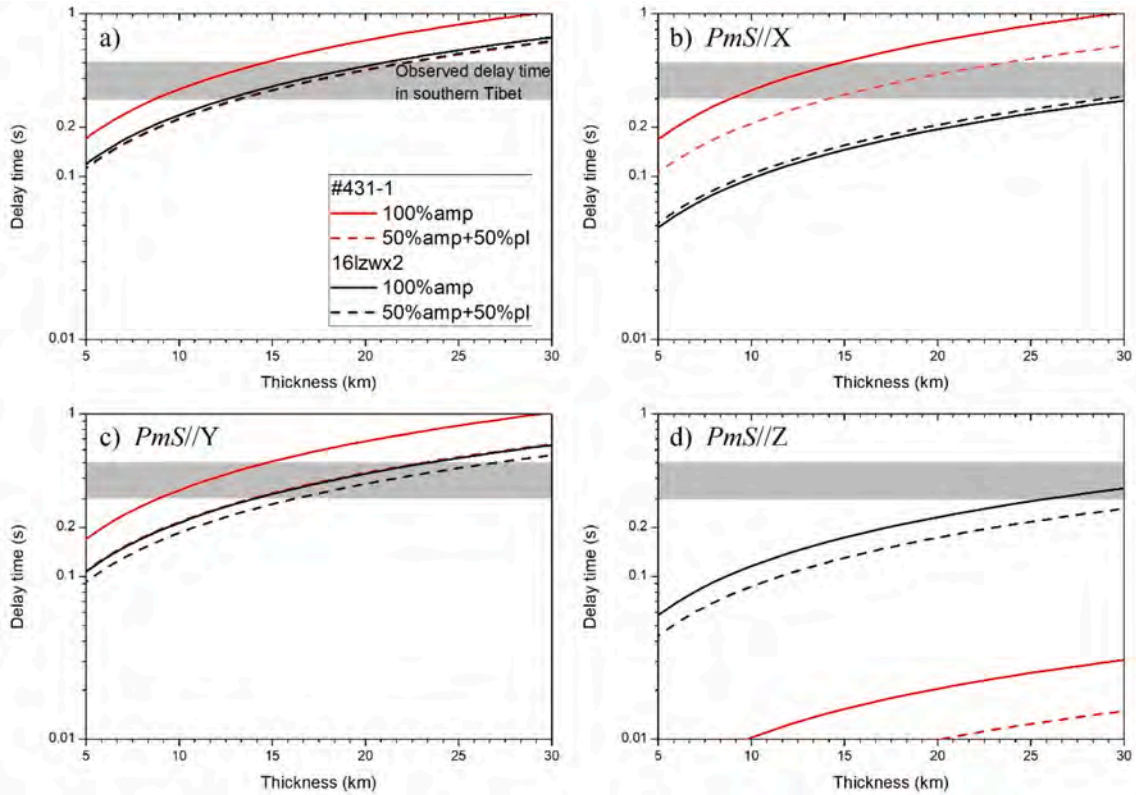 a)
1
0.2
0.1
0.01
Delay time (s)
Observed delay time
in southern Tibet
#431-1
100%amp
50%amp+50%pl
16lzwx2
100%amp
50%amp+50%pl
5 10 15 20 25 30
Thickness (km)
b) PmS//X
1
0.2
0.1
0.01
Delay time (s)
5 10 15 20 25 30
Thickness (km)
c) PmS//Y
1
0.2
0.1
0.01
Delay time (s)
5 10 15 20 25 30
Thickness (km)
d) PmS//Z
1
0.2
0.1
0.01
Delay time (s)
5 10 15 20 25 30
Thickness (km)